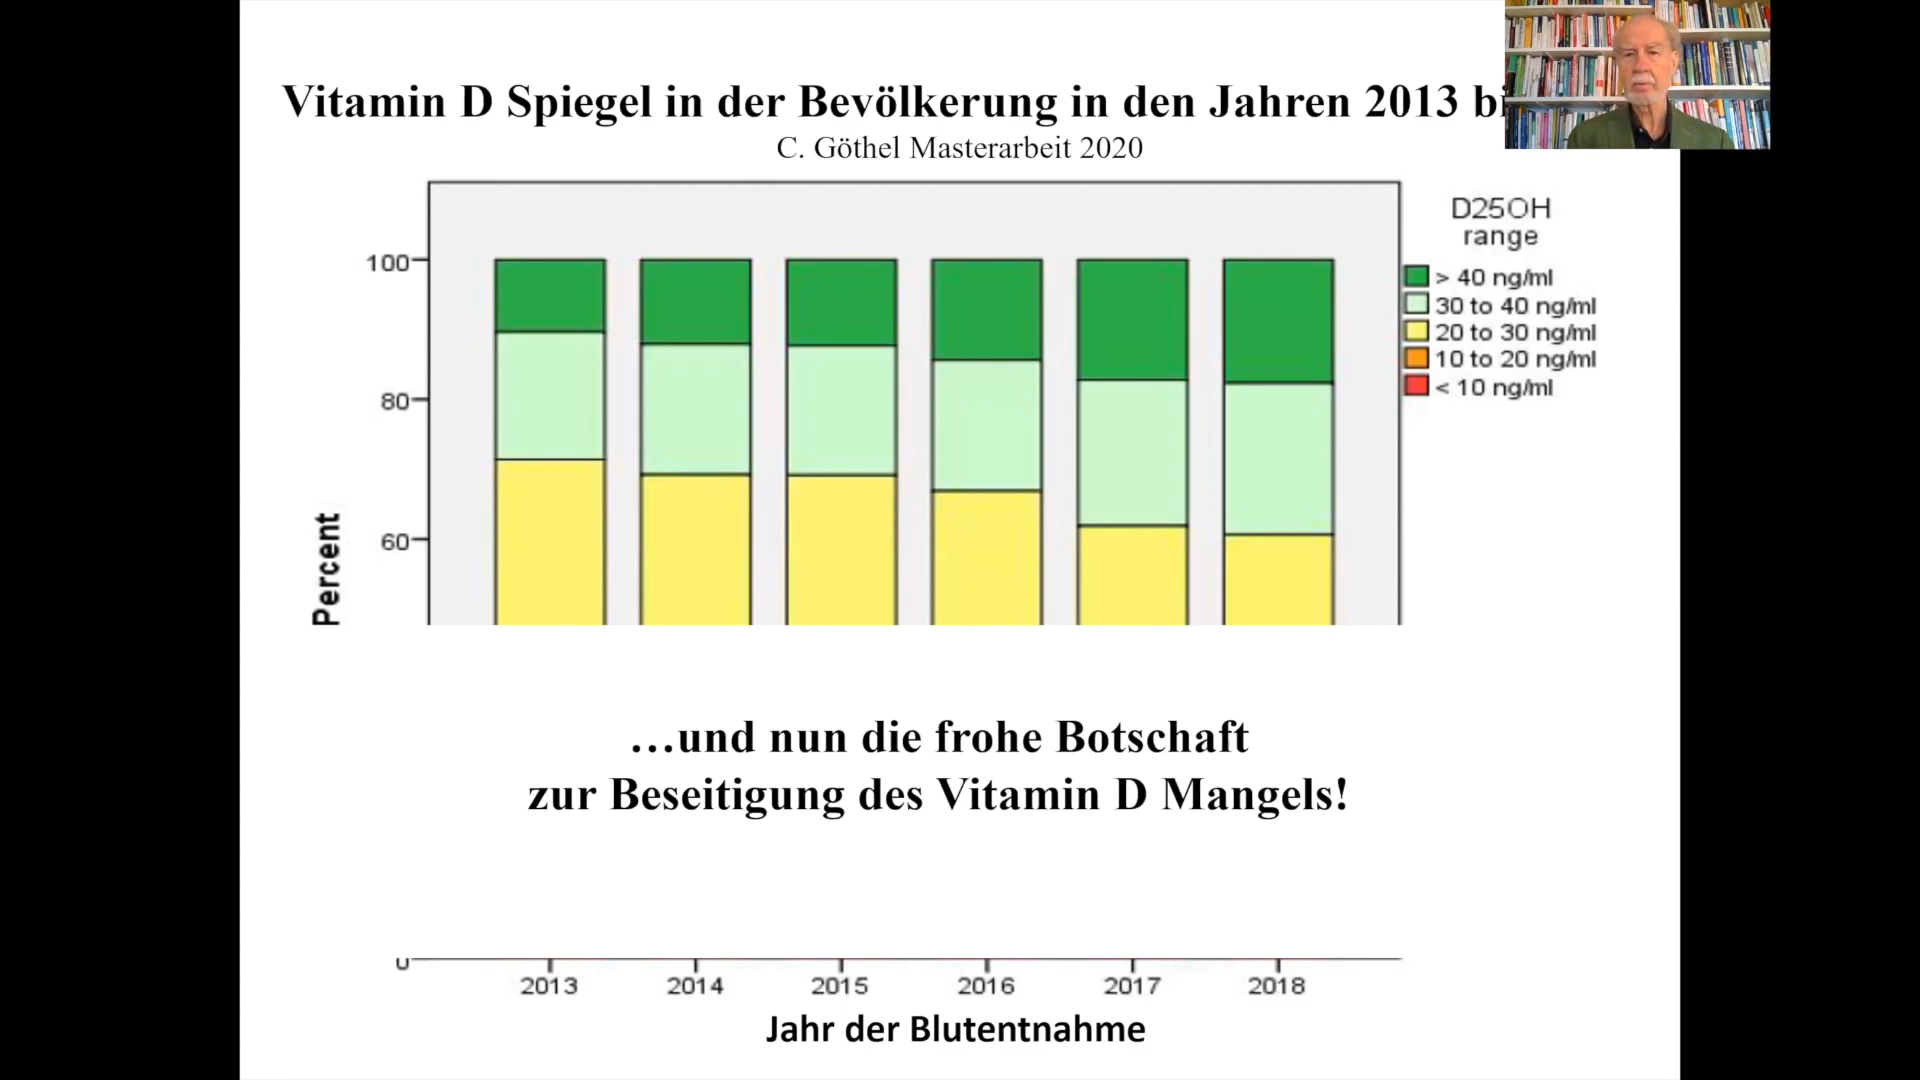 Vitamin D Spiegel in der Bevölkerung in den Jahren 2013
C. Göthel Masterarbeit 2020
D25OH
range
> 40 ng/ml
30 to 40 ng/ml
20 to 30 ng/ml
10 to 20 ng/ml
< 10 ng/ml
100
80
60
Percent
…und nun die frohe Botschaft
zur Beseitigung des Vitamin D Mangels!
0
2013 2014 2015 2016 2017 2018
Jahr der Blutentnahme